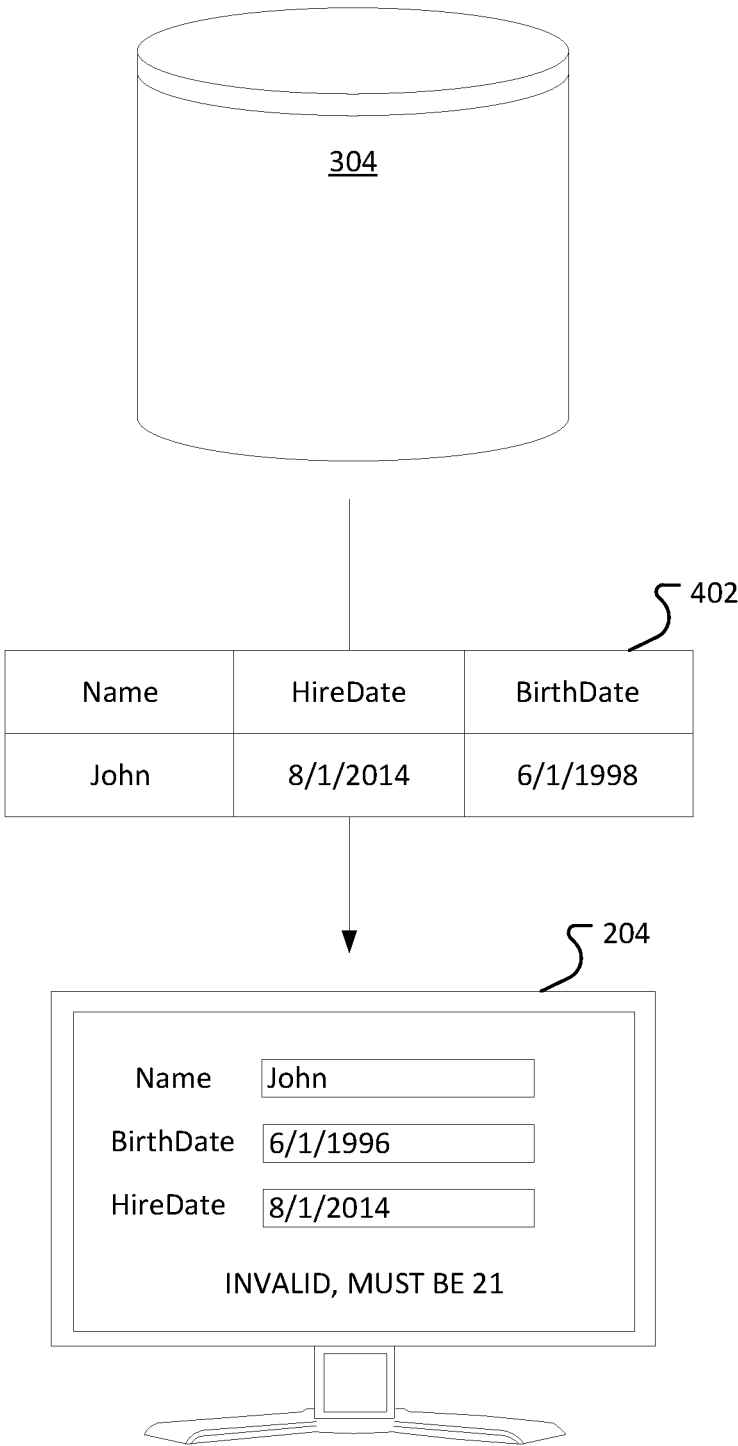 304
402
Name HireDate BirthDate
John 8/1/2014 6/1/1998
204
Name John
BirthDate 6/1/1996
HireDate 8/1/2014
INVALID, MUST BE 21